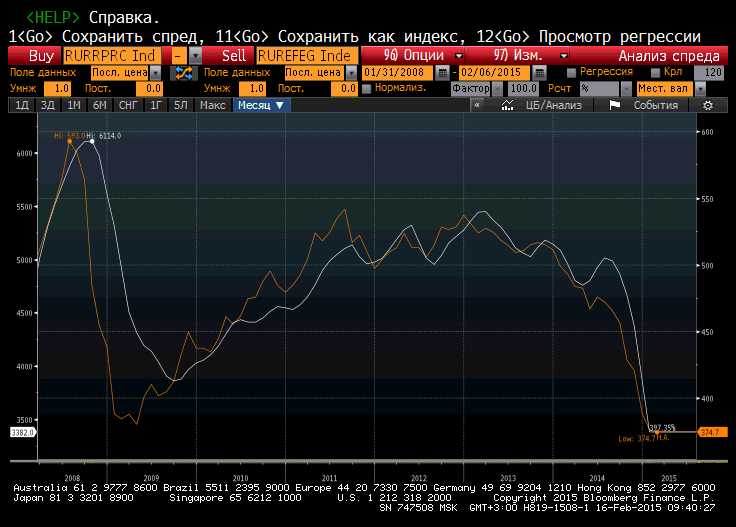 <HELP> Справка.
1<Go> Сохранить спред, 11<Go> Сохранить как индекс, 12<Go> Просмотр регрессии
Buy RURRPRC Ind - Sell RUREFEG Inde 96) Опции 97) Изм. Анализ спреда
Поле данных Посл. цена Поле данных Посл. цена 01/31/2008 - 02/06/2015 Регрессия Крл 120
Умнж 1.0 Пост. 0.0 Умнж 1.0 Пост. 0.0 Нормализ. Фактор 100.0 Рсчт % Мест. вал
1Д 3Д 1М 6М СНГ 1Г 5Л Макс Месяц ▼ « ЦБ/Анализ События
Hi: 593.0 Hi: 6114.0
600
6000
550
5500
5000
500
4500
450
4000
400
3500
397.35%
3382.0
374.7
Low: 374.7 H.A.
2008 2009 2010 2011 2012 2013 2014 2015
Australia 61 2 9777 8600 Brazil 5511 2395 9000 Europe 44 20 7330 7500 Germany 49 69 9204 1210 Hong Kong 852 2977 6000
Japan 81 3 3201 8900 Singapore 65 6212 1000 U.S. 1 212 318 2000 Copyright 2015 Bloomberg Finance L.P.
SN 747508 MSK GMT+3:00 H819-1508-1 16-Feb-2015 09:40:27